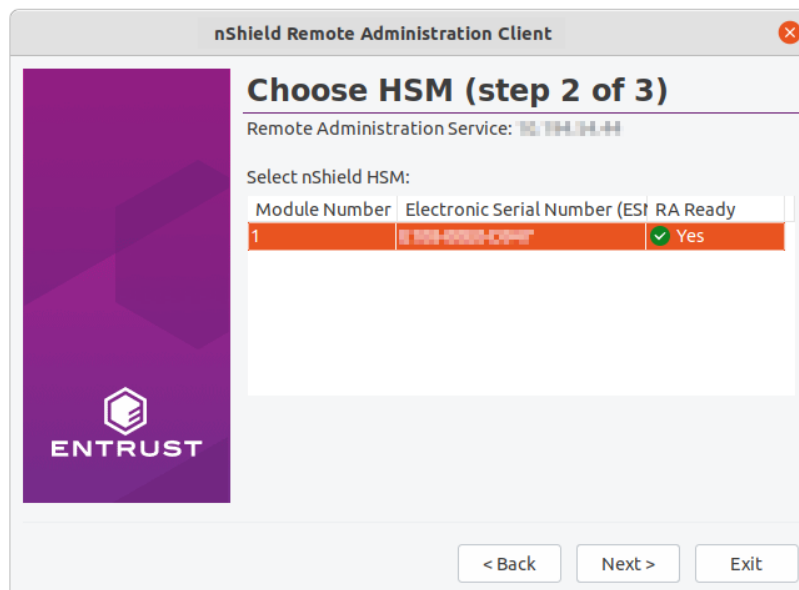 nShield Remote Administration Client
Choose HSM (step 2 of 3)
Remote Administration Service:
Select nShield HSM:
Module Number Electronic Serial Number (ESN RA Ready
1 Yes
ENTRUST
< Back Next > Exit